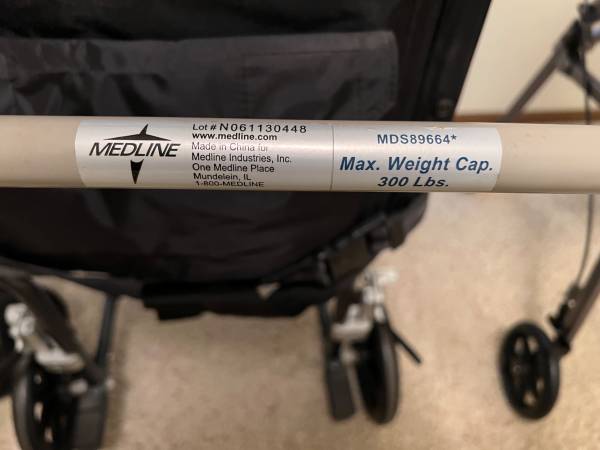 MEDLINE
Lot # N061130448
www.medline.com
Made in China for
Medline Industries, Inc.
One Medline Place
Mundelein, IL
1-800-MEDLINE
MDS89664*
Max. Weight Cap.
300 Lbs.